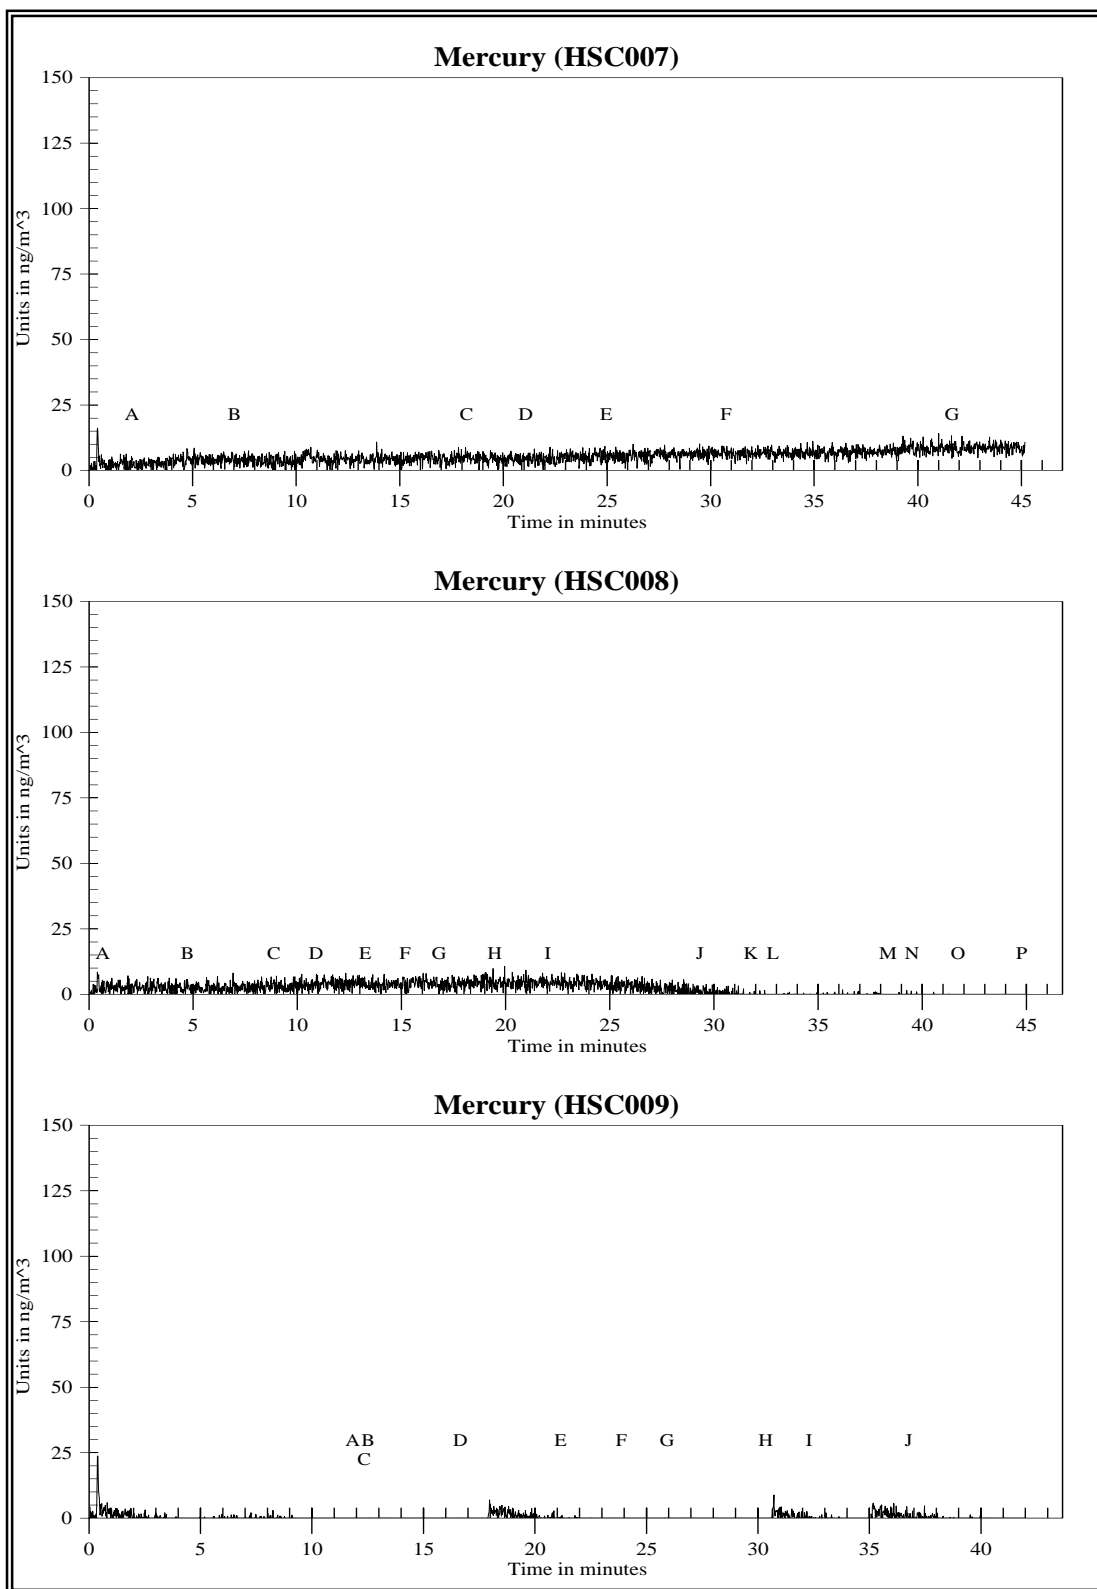 Mercury (HSC007)
150
125
100
75
50
25
0
Units in ng/m^3
A B C D E F G
0 5 10 15 20 25 30 35 40 45
Time in minutes
Mercury (HSC008)
150
125
100
75
50
25
0
Units in ng/m^3
A B C D E F G H I J K L M N O P
0 5 10 15 20 25 30 35 40 45
Time in minutes
Mercury (HSC009)
150
125
100
75
50
25
0
Units in ng/m^3
A B D E F G H I J
C
0 5 10 15 20 25 30 35 40
Time in minutes